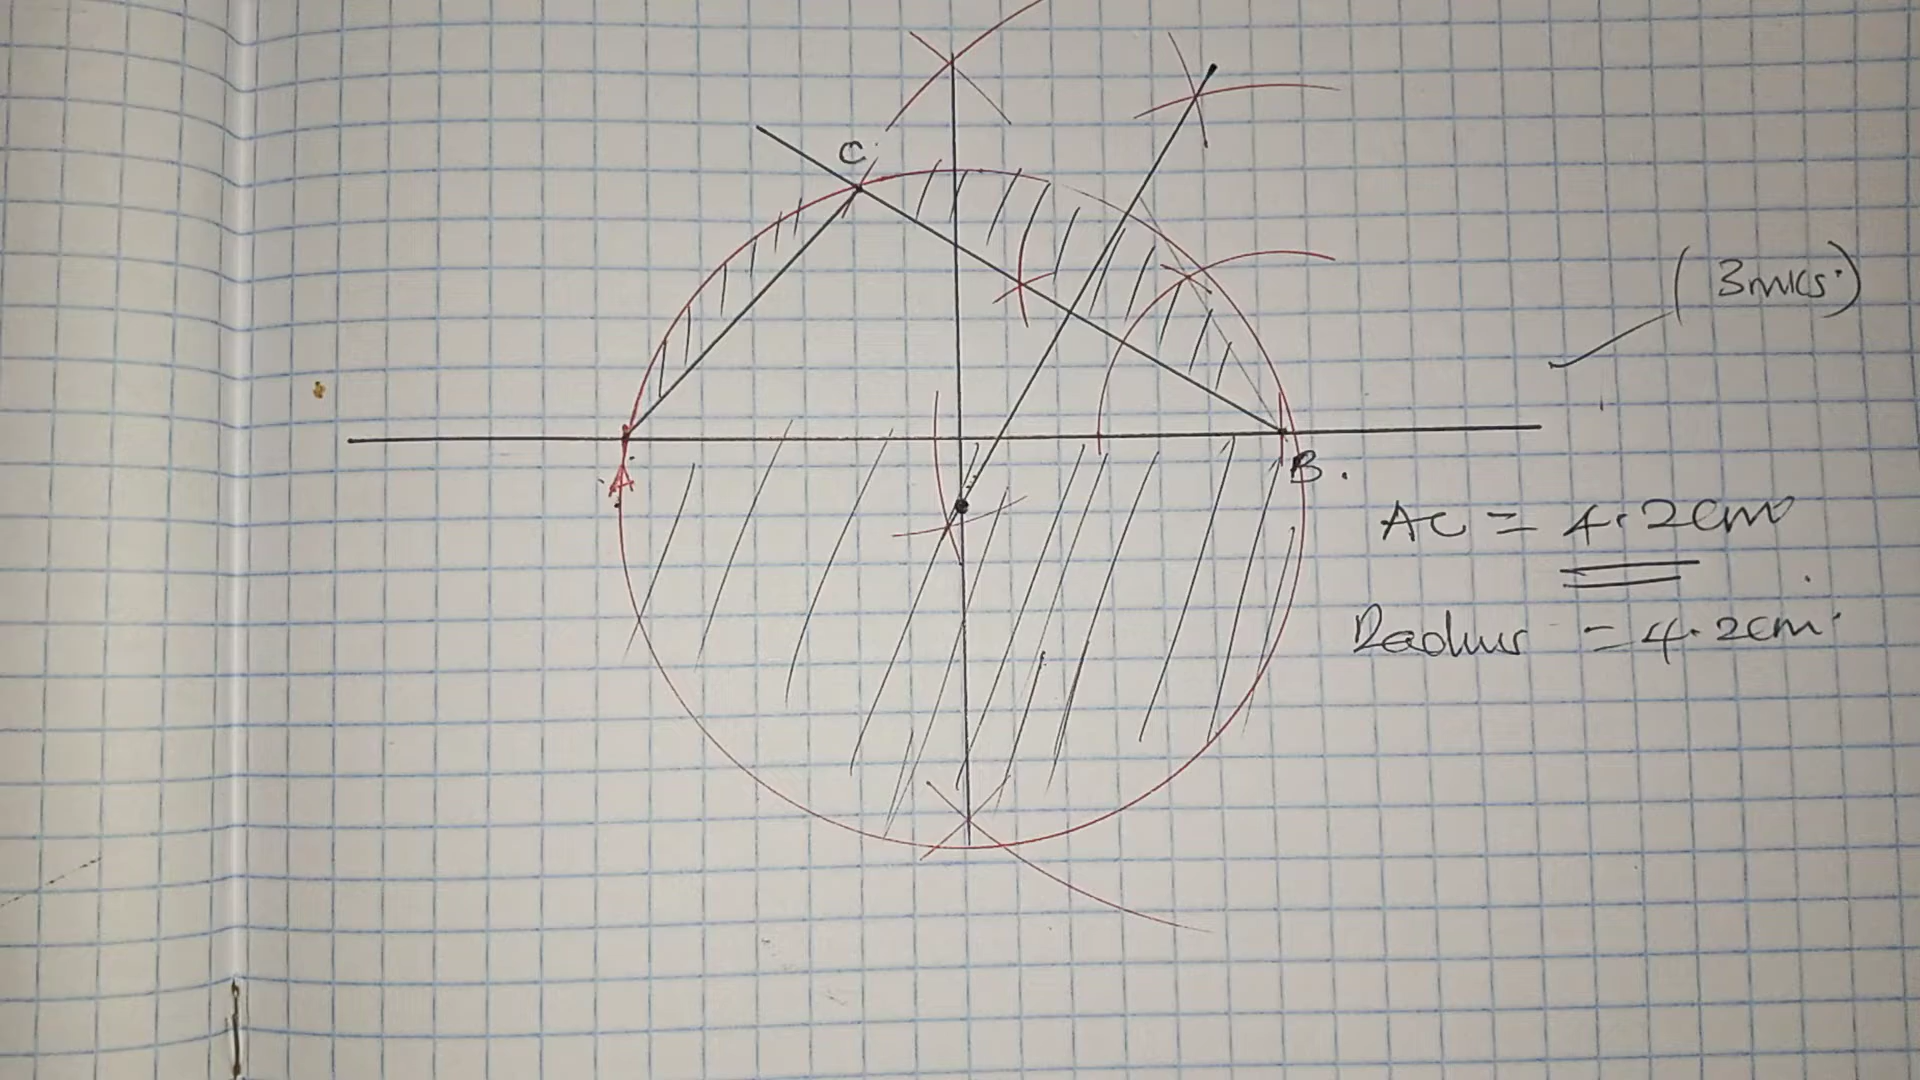 C
(3mks.)
A
B.
AC = 4.2cm
Radius = 4.2cm.